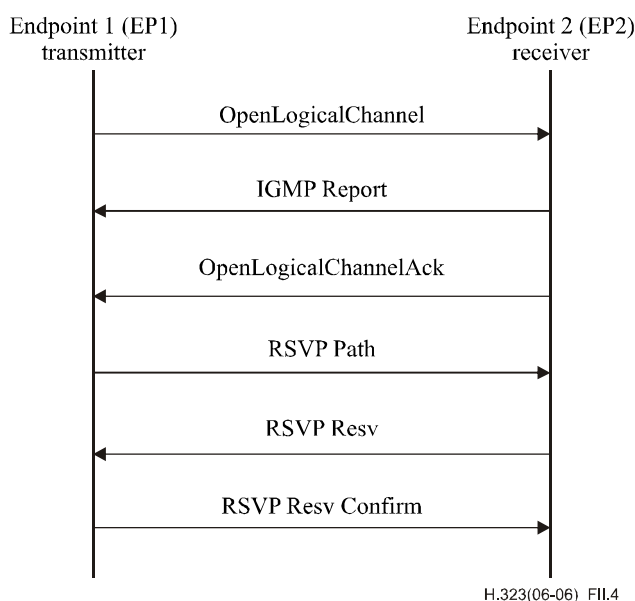 Endpoint 1 (EP1)
transmitter
Endpoint 2 (EP2)
receiver
OpenLogicalChannel
IGMP Report
OpenLogicalChannelAck
RSVP Path
RSVP Resv
RSVP Resv Confirm
H.323(06-06)_FII.4